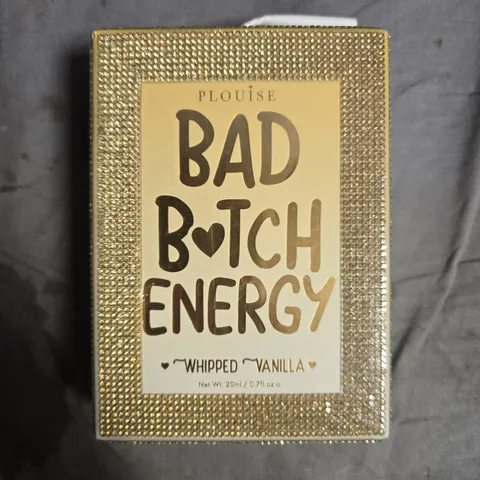 PLOUISE
BAD
B♥TCH
ENERGY
♥ WHIPPED VANILLA ♥
Net Wt. 20ml / 0.7fl.oz ℮